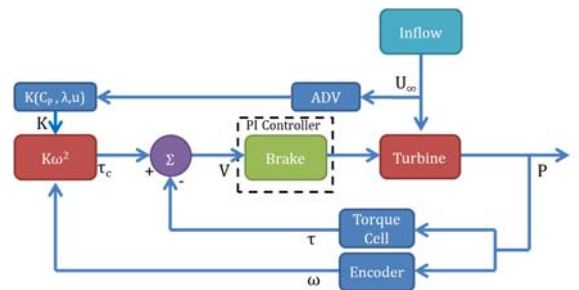 Inflow
U∞
K(CP, λ,u)
ADV
K
PI Controller
Kω²
τc
+
Σ
-
V
Brake
Turbine
P
Torque
Cell
τ
Encoder
ω